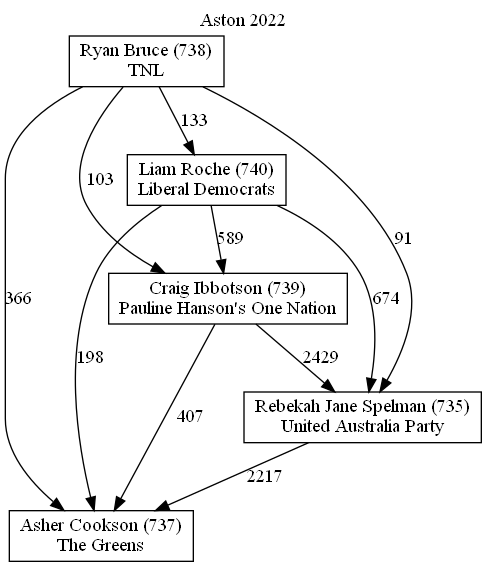 Aston 2022
Ryan Bruce (738)
TNL
133
103
Liam Roche (740)
Liberal Democrats
589
91
Craig Ibbotson (739)
Pauline Hanson's One Nation
366
674
198
2429
407
Rebekah Jane Spelman (735)
United Australia Party
2217
Asher Cookson (737)
The Greens